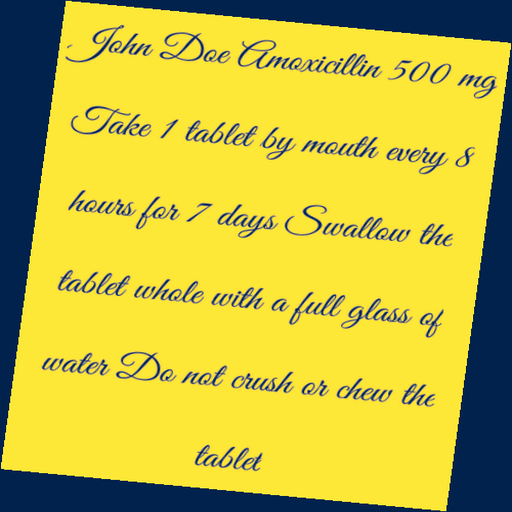 John Doe Amoxicillin 500 mg
Take 1 tablet by mouth every 8
hours for 7 days Swallow the
tablet whole with a full glass of
water Do not crush or chew the
tablet